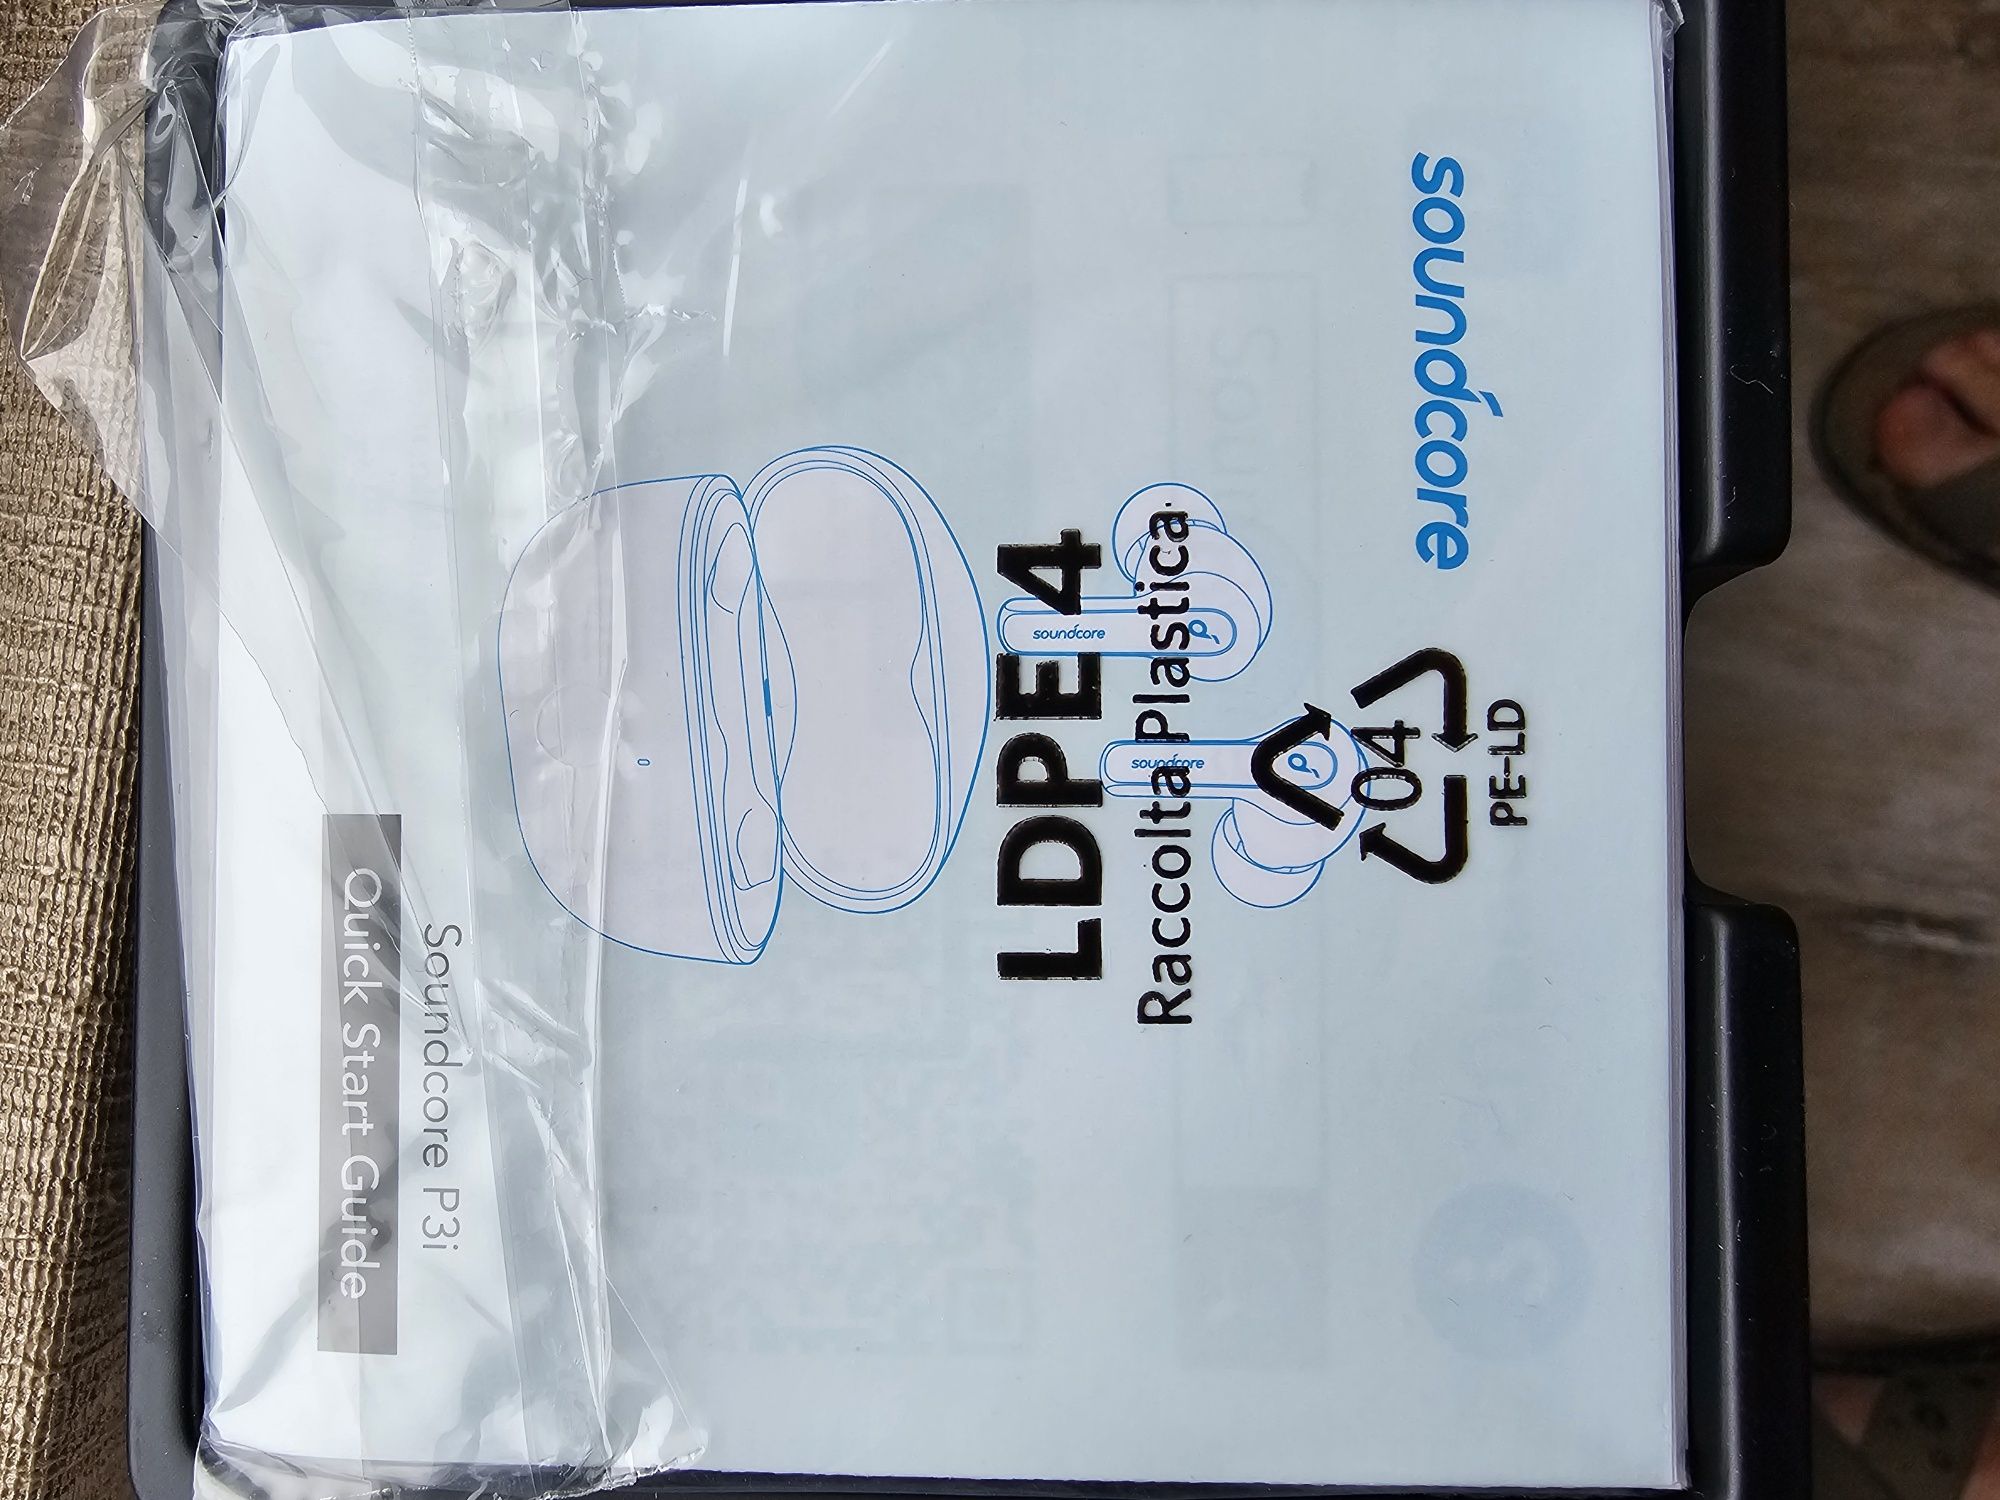 soundcore
soundcore
soundcore
Soundcore P3i
Quick Start Guide
LDPE4
Raccolta Plastica
04
PE-LD